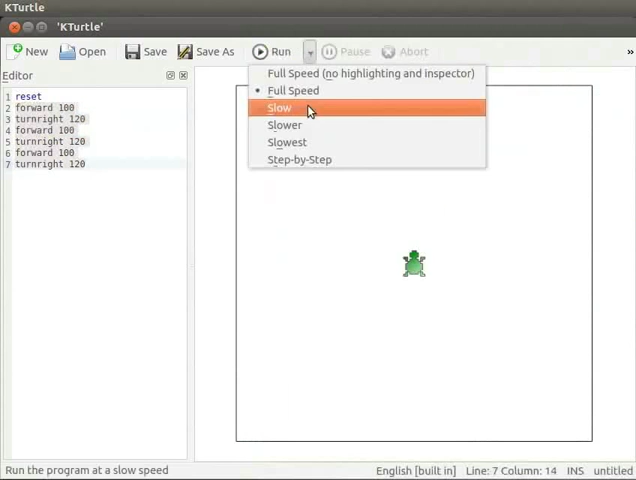 KTurtle
'KTurtle'
New Open Save Save As Run Pause Abort »
Editor
Full Speed (no highlighting and inspector)
Full Speed
Slow
Slower
Slowest
Step-by-Step
1 reset
2 forward 100
3 turnright 120
4 forward 100
5 turnright 120
6 forward 100
7 turnright 120
Run the program at a slow speed English [built in] Line: 7 Column: 14 INS untitled